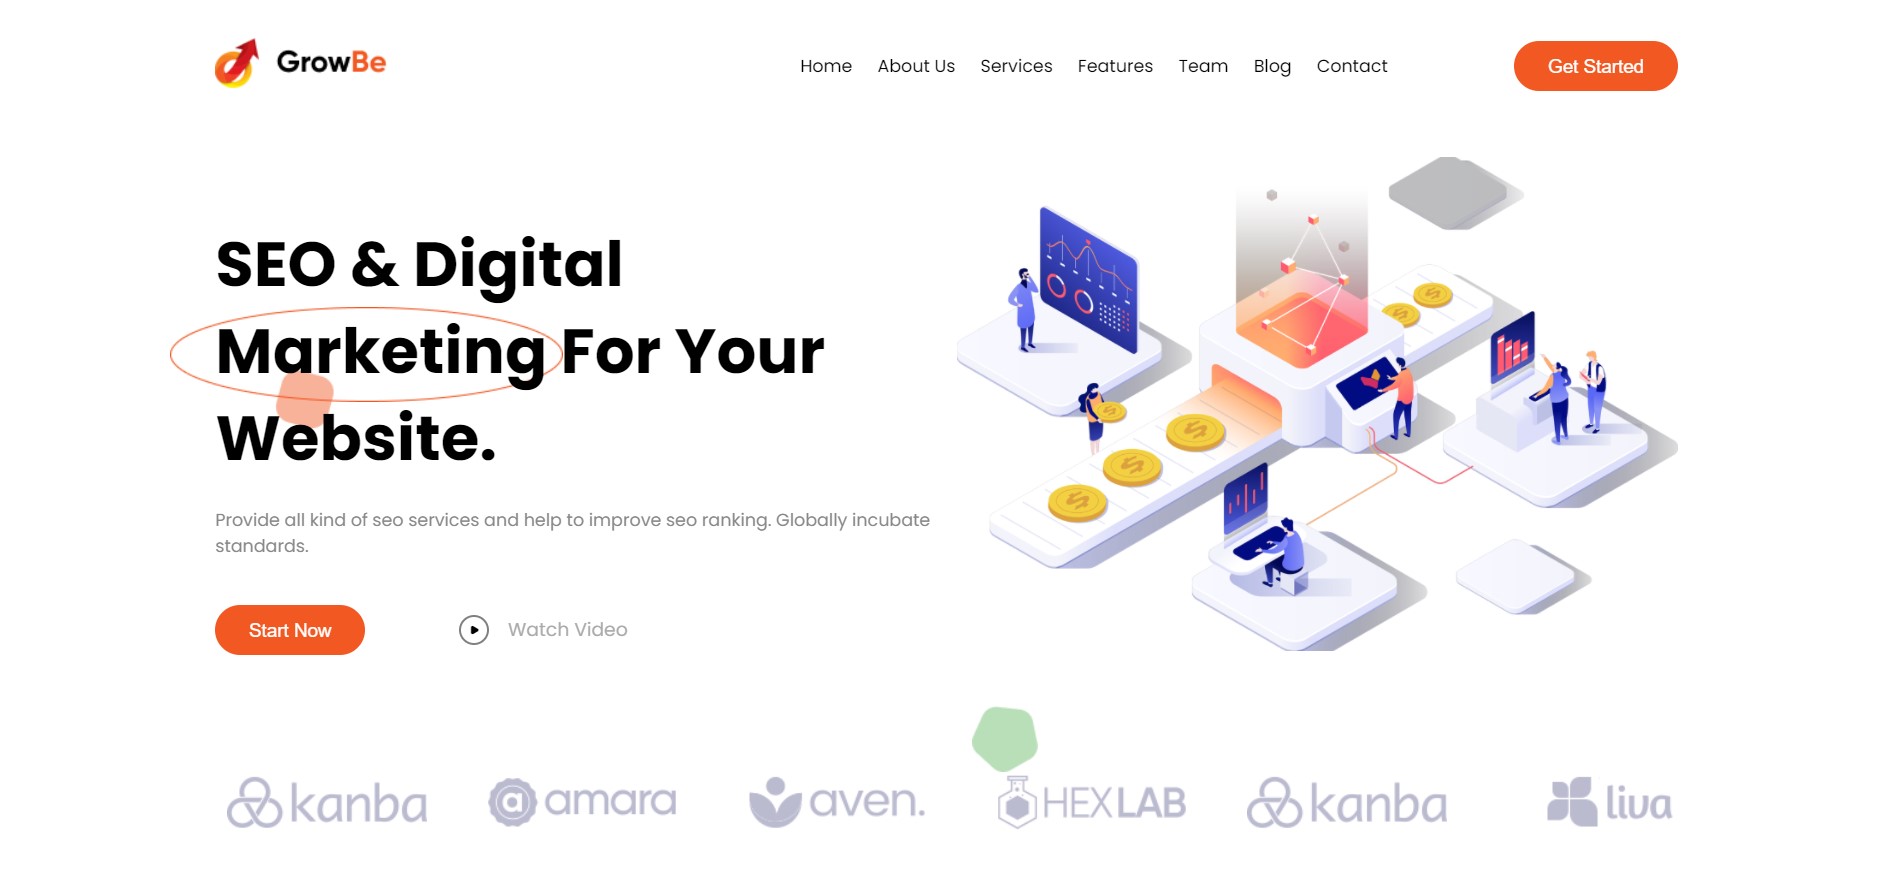 GrowBe
Home About Us Services Features Team Blog Contact
Get Started
SEO & Digital
Marketing For Your
Website.
Provide all kind of seo services and help to improve seo ranking. Globally incubate
standards.
Start Now
Watch Video
kanba
amara
aven.
HEXLAB
kanba
liva